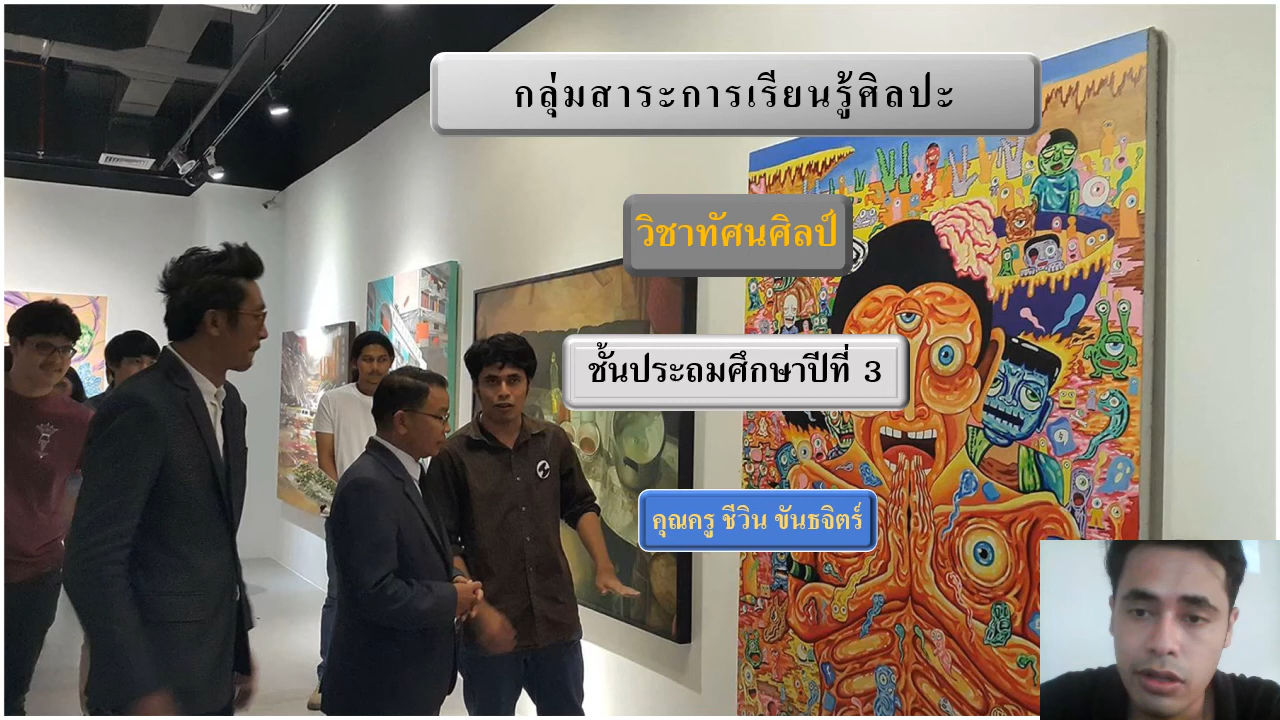 กลุ่มสาระการเรียนรู้ศิลปะ
วิชาทัศนศิลป์
ชั้นประถมศึกษาปีที่ 3
คุณครู ชีวิน ขันธจิตร์